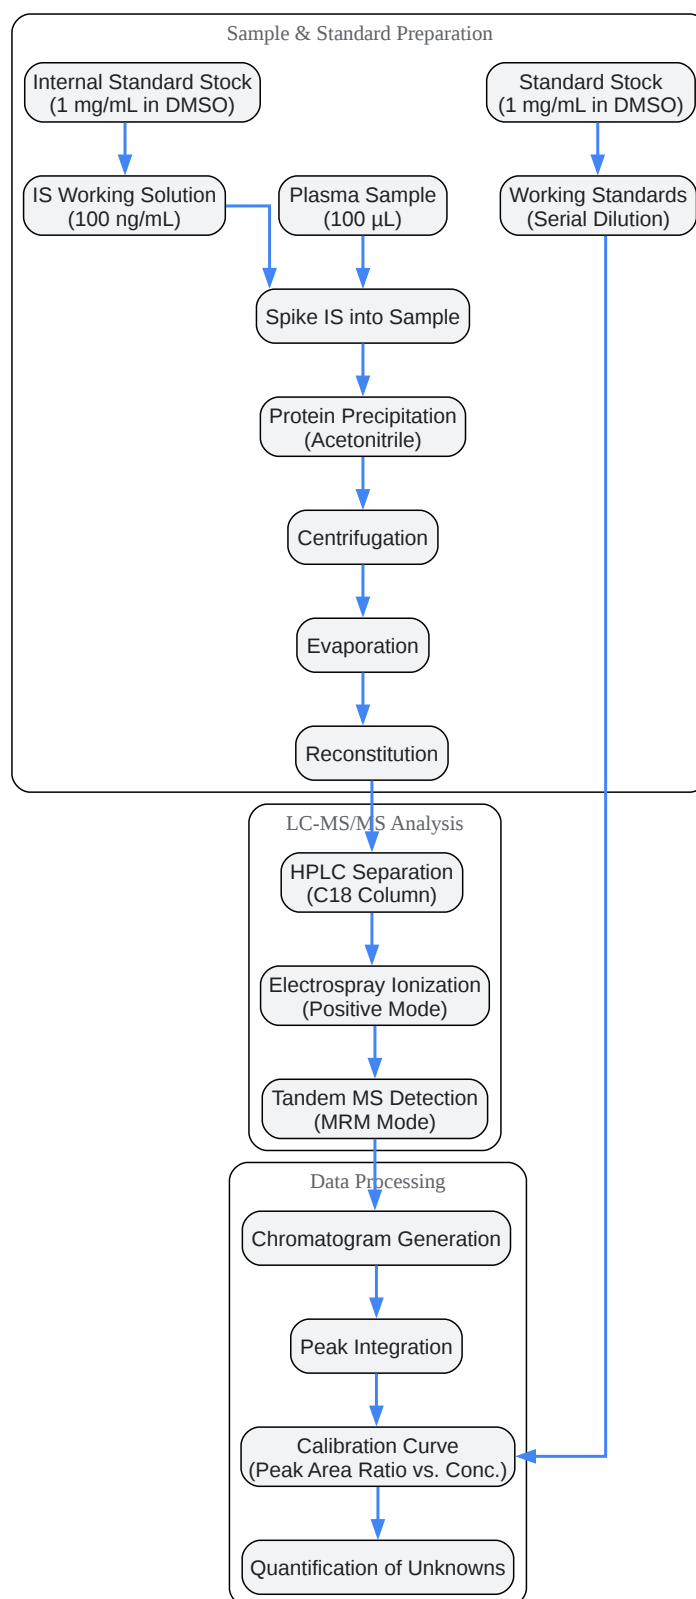 Sample & Standard Preparation
Internal Standard Stock
(1 mg/mL in DMSO)
Standard Stock
(1 mg/mL in DMSO)
IS Working Solution
(100 ng/mL)
Plasma Sample
(100 µL)
Working Standards
(Serial Dilution)
Spike IS into Sample
Protein Precipitation
(Acetonitrile)
Centrifugation
Evaporation
Reconstitution
LC-MS/MS Analysis
HPLC Separation
(C18 Column)
Electrospray Ionization
(Positive Mode)
Tandem MS Detection
(MRM Mode)
Data Processing
Chromatogram Generation
Peak Integration
Calibration Curve
(Peak Area Ratio vs. Conc.)
Quantification of Unknowns